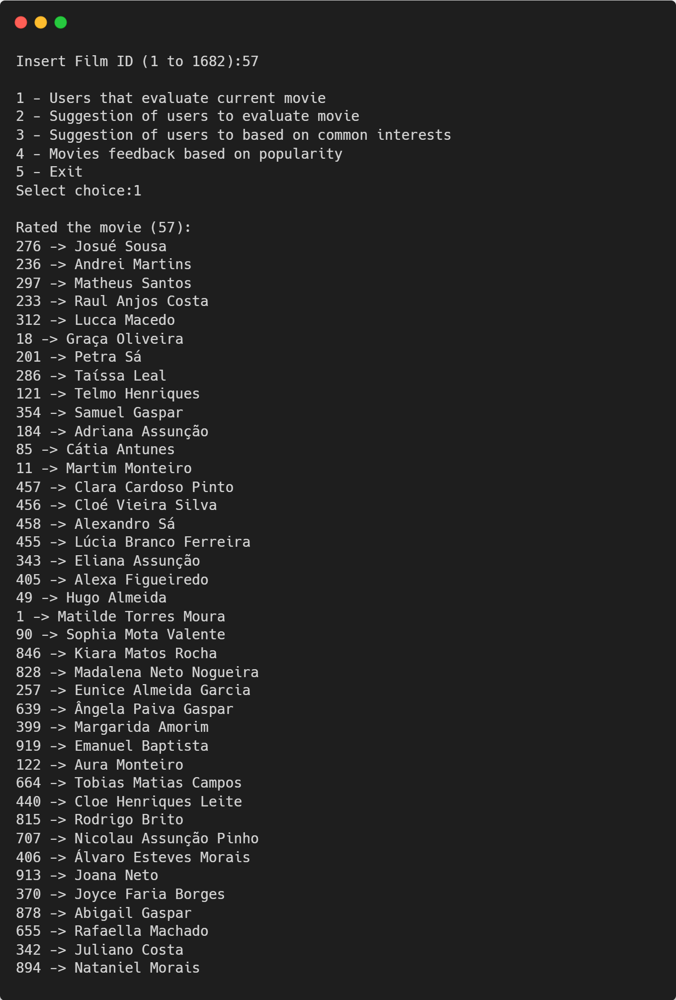 Insert Film ID (1 to 1682):57
1 - Users that evaluate current movie
2 - Suggestion of users to evaluate movie
3 - Suggestion of users to based on common interests
4 - Movies feedback based on popularity
5 - Exit
Select choice:1
Rated the movie (57):
276 -> Josué Sousa
236 -> Andrei Martins
297 -> Matheus Santos
233 -> Raul Anjos Costa
312 -> Lucca Macedo
18 -> Graça Oliveira
201 -> Petra Sá
286 -> Taíssa Leal
121 -> Telmo Henriques
354 -> Samuel Gaspar
184 -> Adriana Assunção
85 -> Cátia Antunes
11 -> Martim Monteiro
457 -> Clara Cardoso Pinto
456 -> Cloé Vieira Silva
458 -> Alexandro Sá
455 -> Lúcia Branco Ferreira
343 -> Eliana Assunção
405 -> Alexa Figueiredo
49 -> Hugo Almeida
1 -> Matilde Torres Moura
90 -> Sophia Mota Valente
846 -> Kiara Matos Rocha
828 -> Madalena Neto Nogueira
257 -> Eunice Almeida Garcia
639 -> Ângela Paiva Gaspar
399 -> Margarida Amorim
919 -> Emanuel Baptista
122 -> Aura Monteiro
664 -> Tobias Matias Campos
440 -> Cloe Henriques Leite
815 -> Rodrigo Brito
707 -> Nicolau Assunção Pinho
406 -> Álvaro Esteves Morais
913 -> Joana Neto
370 -> Joyce Faria Borges
878 -> Abigail Gaspar
655 -> Rafaella Machado
342 -> Juliano Costa
894 -> Nataniel Morais